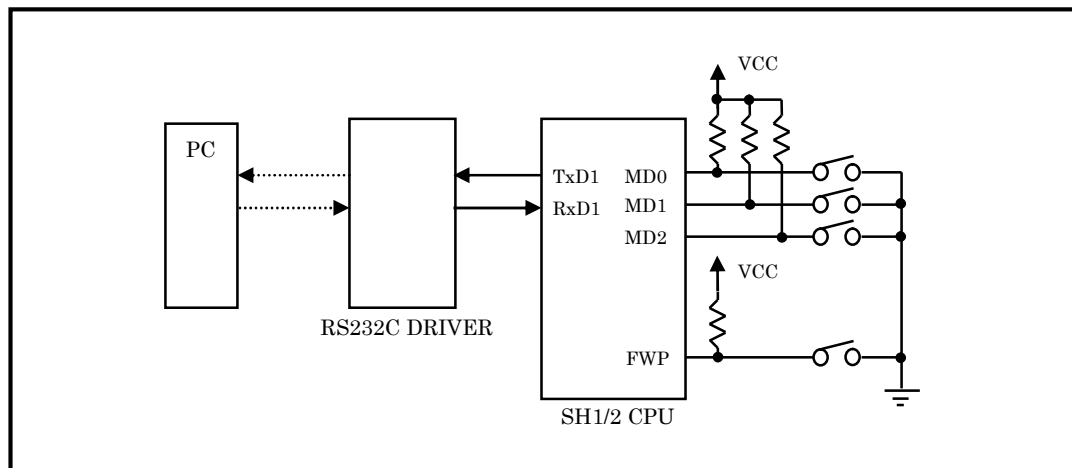 VCC
PC
TxD1 MD0
RxD1 MD1
MD2
VCC
RS232C DRIVER
FWP
SH1/2 CPU